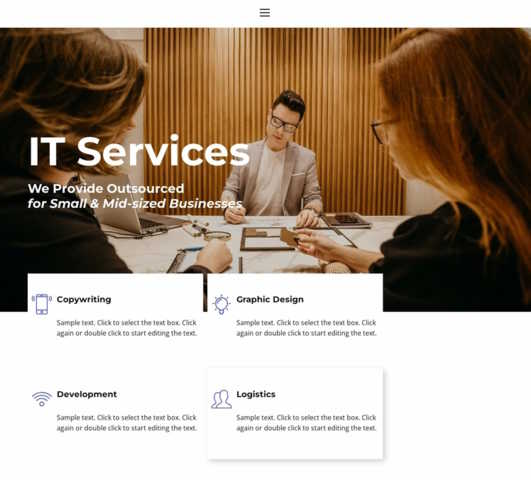 IT Services
We Provide Outsourced
for Small & Mid-sized Businesses
Copywriting
Sample text. Click to select the text box. Click
again or double click to start editing the text.
Graphic Design
Sample text. Click to select the text box. Click
again or double click to start editing the text.
Development
Sample text. Click to select the text box. Click
again or double click to start editing the text.
Logistics
Sample text. Click to select the text box. Click
again or double click to start editing the text.